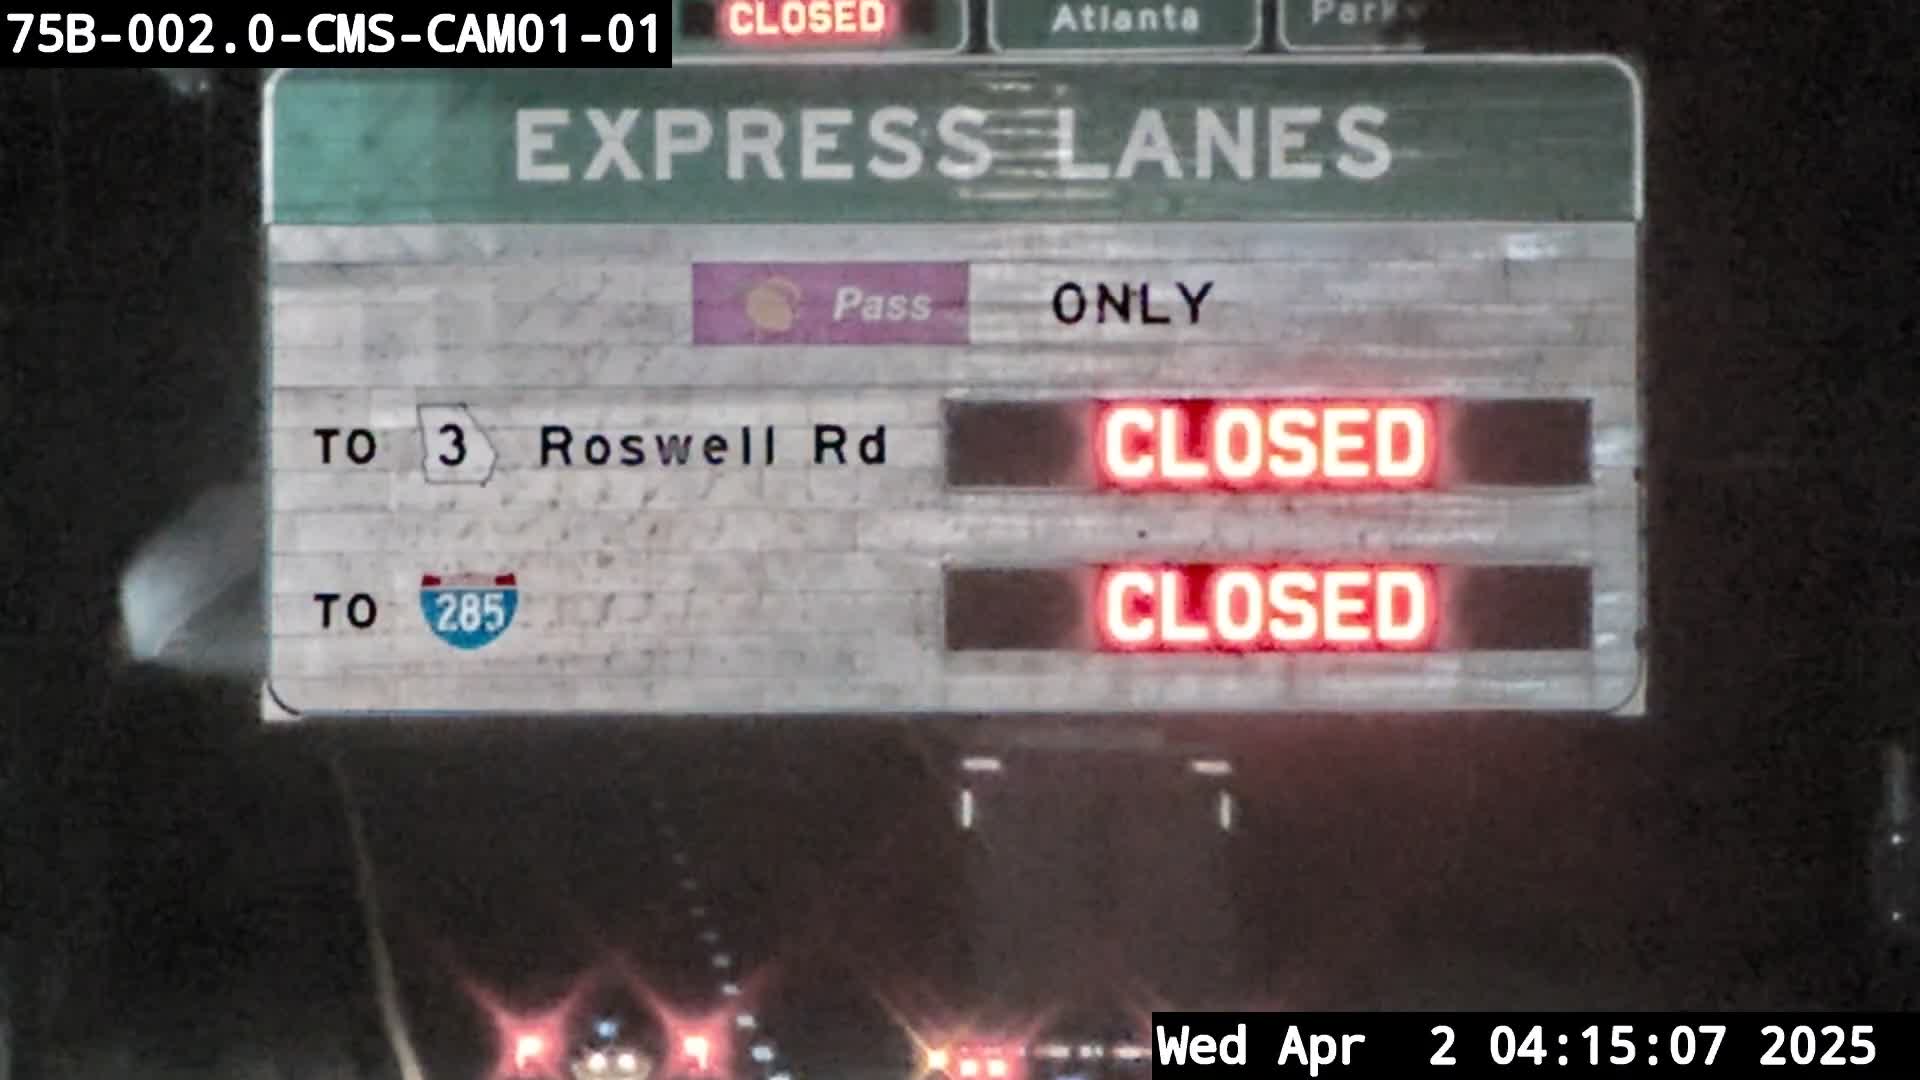 75B-002.0-CMS-CAM01-01
CLOSED
Atlanta
EXPRESS LANES
Pass ONLY
TO 3 Roswell Rd CLOSED
TO 285 CLOSED
Wed Apr 2 04:15:07 2025